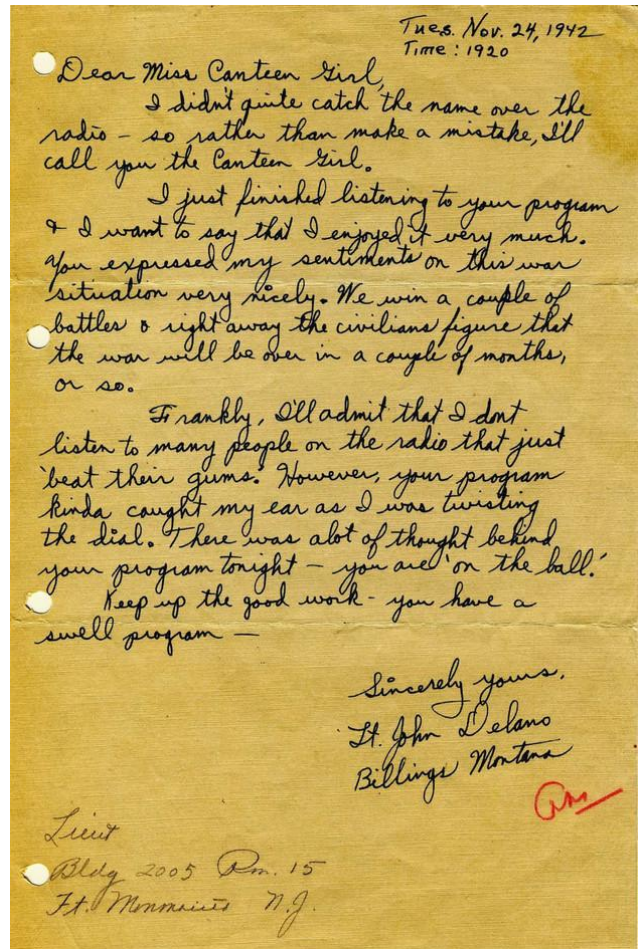 Tues. Nov. 24, 1942
Time: 1920
Dear Miss Canteen Girl,
I didn't quite catch the name over the
radio – so rather than make a mistake, I'll
call you the Canteen Girl.
I just finished listening to your program
& I want to say that I enjoyed it very much.
You expressed my sentiments on this war
situation very nicely. We win a couple of
battles & right away the civilians figure that
the war will be over in a couple of months,
or so.
Frankly, I'll admit that I dont
listen to many people on the radio that just
'beat their gums.' However, your program
kinda caught my ear as I was twisting
the dial. There was alot of thought behind
your program tonight – you are 'on the ball.'
Keep up the good work - you have a
swell program –
Sincerely yours,
Lt. John Delano
Billings Montana
Ans
Lieut
Bldg 2005 Rm. 15
Ft. Monmouth N.J.